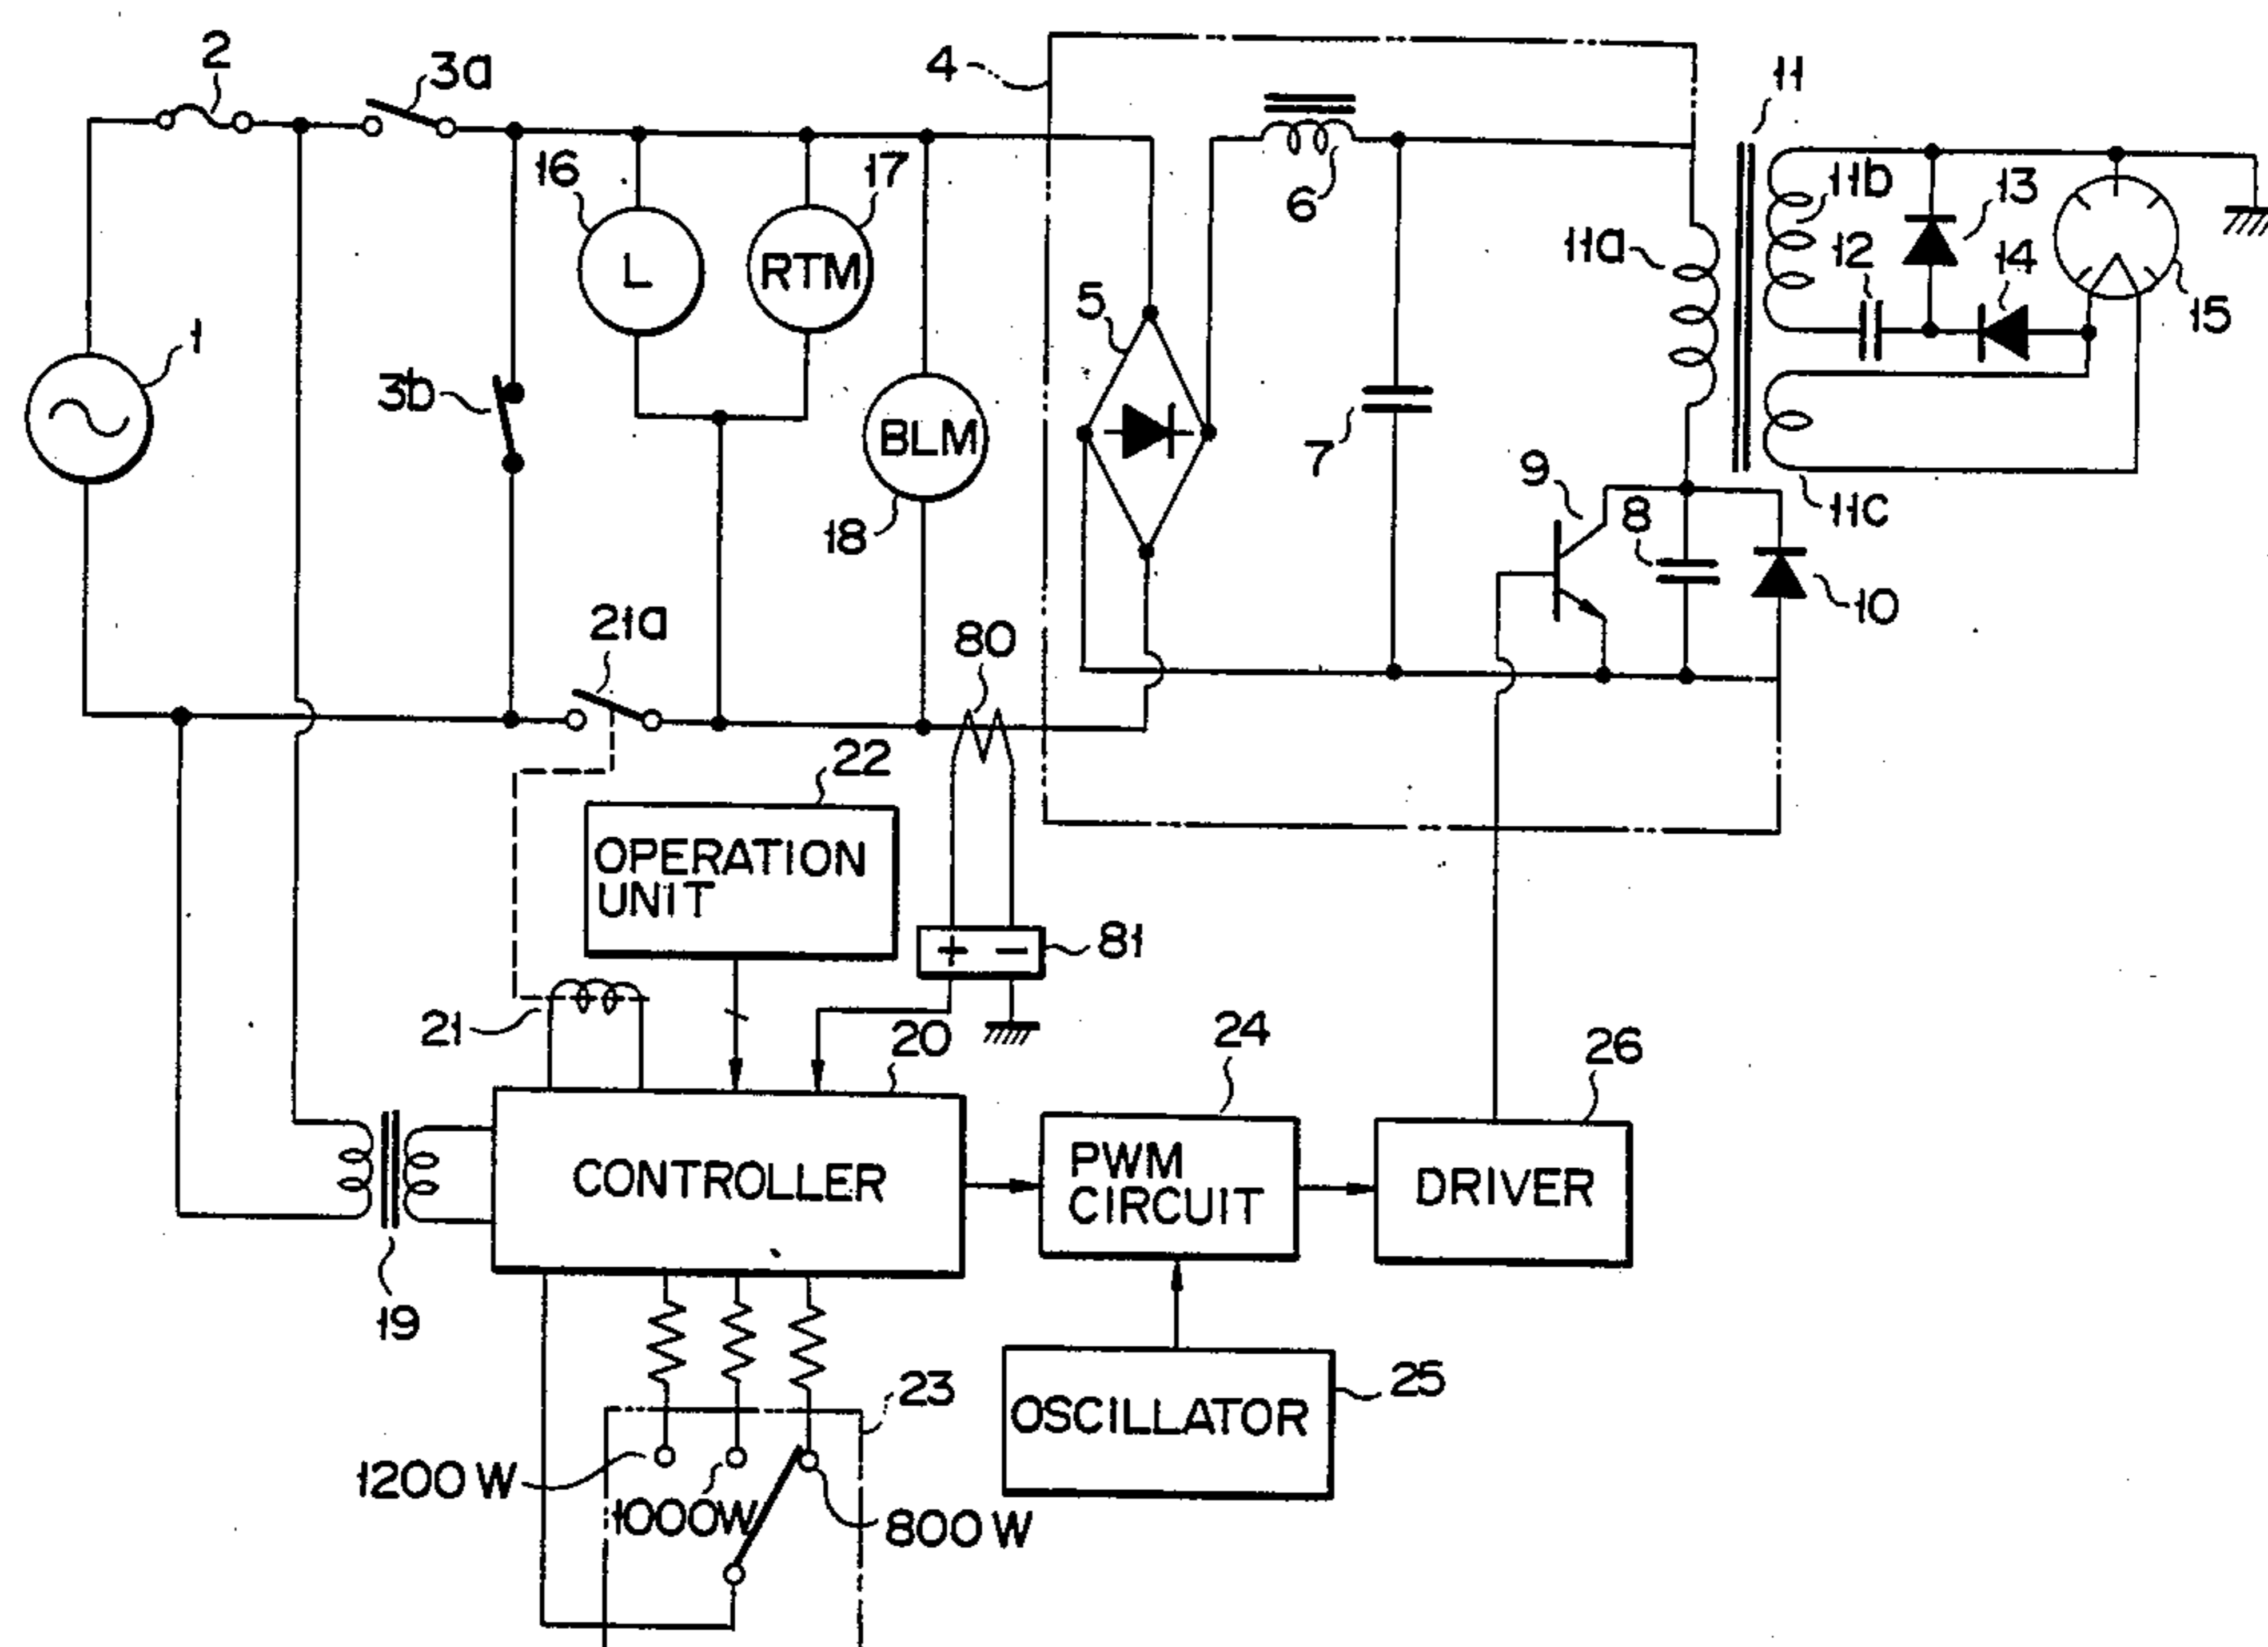 2
3a
4
11
16
17
6
11a
11b
13
12
14
15
1
3b
L
RTM
5
BLM
7
18
9
8
11c
10
21a
80
22
OPERATION
UNIT
+ −
81
21
20
24
26
CONTROLLER
PWM
CIRCUIT
DRIVER
19
23
25
OSCILLATOR
1200 W
1000W
800 W